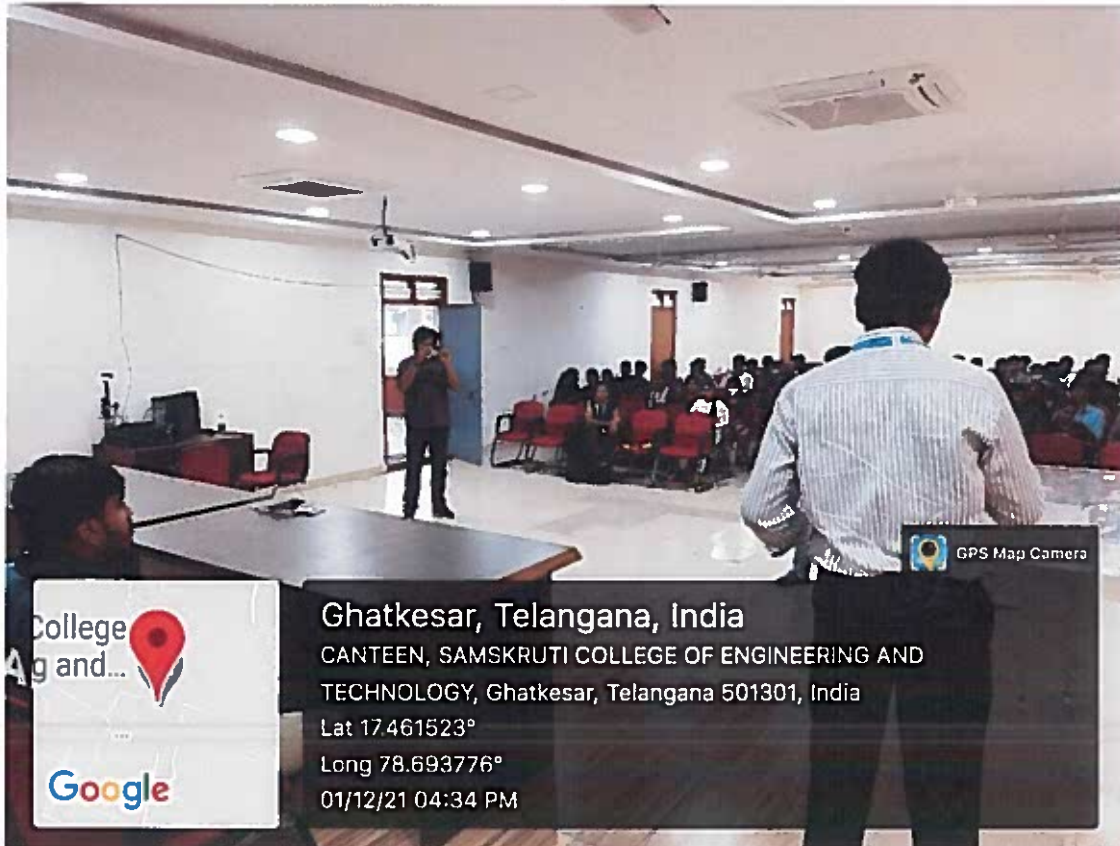 GPS Map Camera
College
g and...
Google
Ghatkesar, Telangana, India
CANTEEN, SAMSKRUTI COLLEGE OF ENGINEERING AND
TECHNOLOGY, Ghatkesar, Telangana 501301, India
Lat 17.461523°
Long 78.693776°
01/12/21 04:34 PM